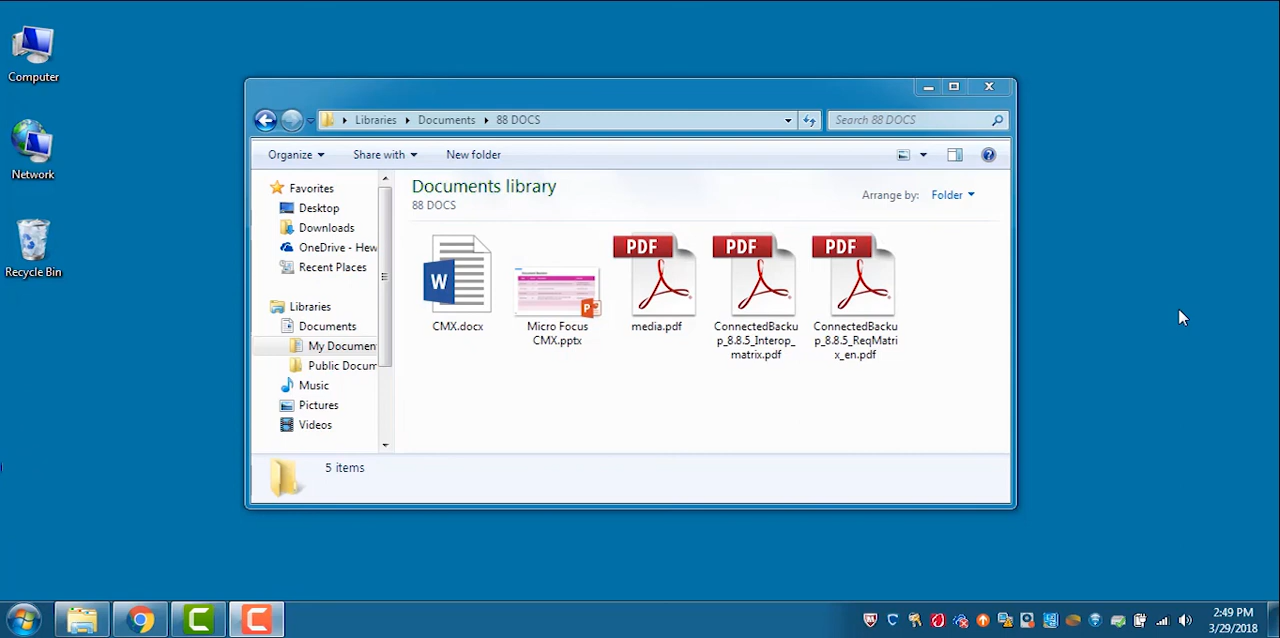 Computer
Network
Recycle Bin
Libraries
Documents
88 DOCS
Search 88 DOCS
Organize
Share with
New folder
Favorites
Desktop
Downloads
OneDrive - Hew
Recent Places
Libraries
Documents
My Documen
Public Docum
Music
Pictures
Videos
Documents library
88 DOCS
Arrange by:
Folder
W
CMX.docx
P
Micro Focus
CMX.pptx
PDF
media.pdf
PDF
ConnectedBacku
p_8.8.5_Interop_
matrix.pdf
PDF
ConnectedBacku
p_8.8.5_ReqMat
rix_en.pdf
5 items
2:49 PM
3/29/2018